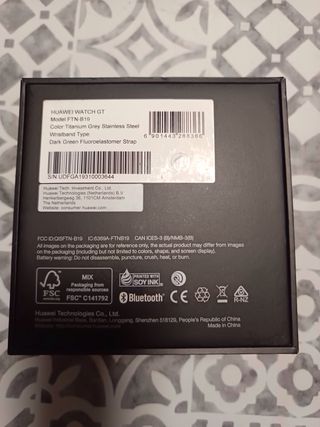 HUAWEI WATCH GT
Model FTN-B19
Color Titanium Grey Stainless Steel
Wristband Type
Dark Green Fluoroelastomer Strap
6 901443 288386
S/N:UDFGA19310003644
Huawei Tech. Investment Co., Ltd.
Huawei Technologies (Netherlands) B.V
Herikerbergweg 36, 1101CM Amsterdam
The Netherlands
Website: consumer.huawei.com
FCC ID:QISFTN-B19 IC:6369A-FTNB19 CAN ICES-3 (B)/NMB-3(B)
All images on the packaging are for reference only, the actual product may differ from images
on the packaging (including but not limited to colors, shape, and screen display).
Battery warning: Do not disassemble, puncture, crush, heat, or burn.
FSC
www.fsc.org
MIX
Packaging from
responsible sources
FSC® C141792
PRINTED WITH
SOY INK
Bluetooth®
R-NZ
Huawei Technologies Co., Ltd.
Huawei Industrial Base, Bantian, Longgang, Shenzhen 518129, People's Republic of China
Made in China